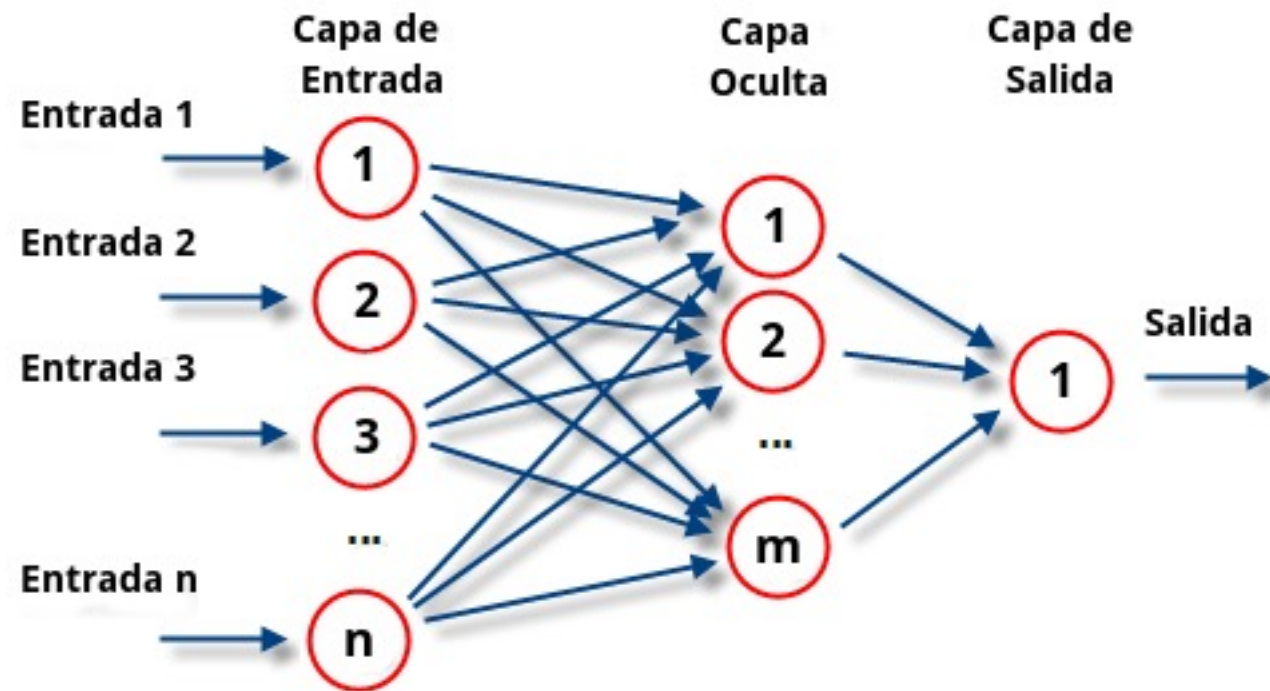 Capa de
Entrada
Capa
Oculta
Capa de
Salida
Entrada 1
1
Entrada 2
2
Entrada 3
3
...
Entrada n
n
1
2
...
m
1
Salida